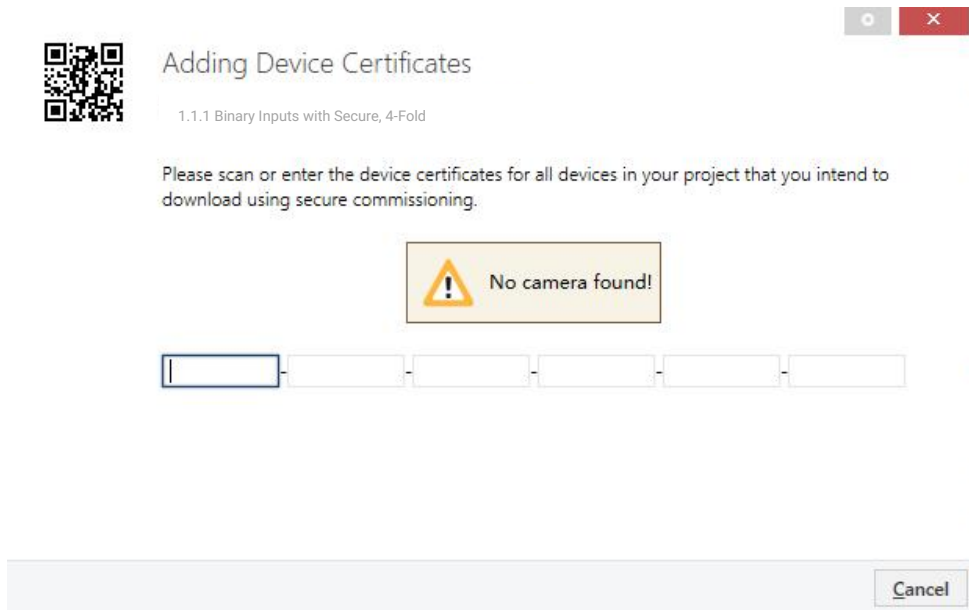 Adding Device Certificates
1.1.1 Binary Inputs with Secure, 4-Fold
Please scan or enter the device certificates for all devices in your project that you intend to
download using secure commissioning.
No camera found!
- - - - -
Cancel